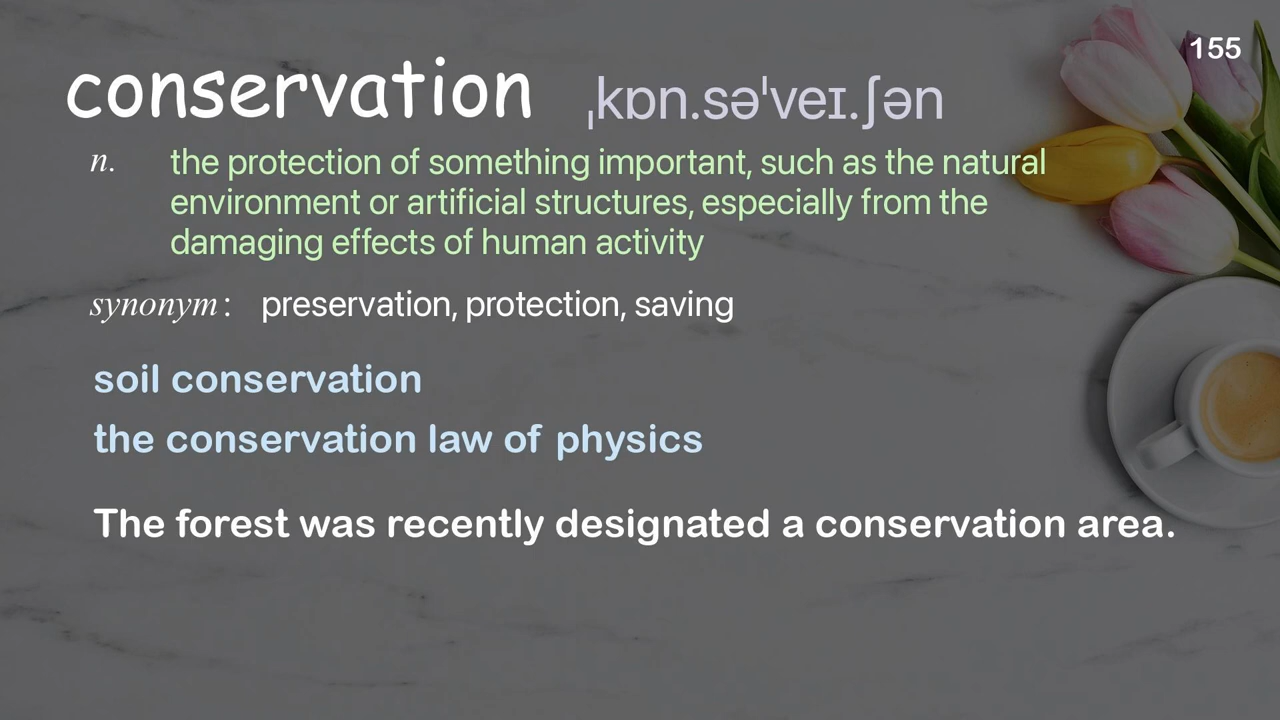 155
conservation ˌkɒn.səˈveɪ.ʃən
n. the protection of something important, such as the natural
environment or artificial structures, especially from the
damaging effects of human activity
synonym: preservation, protection, saving
soil conservation
the conservation law of physics
The forest was recently designated a conservation area.